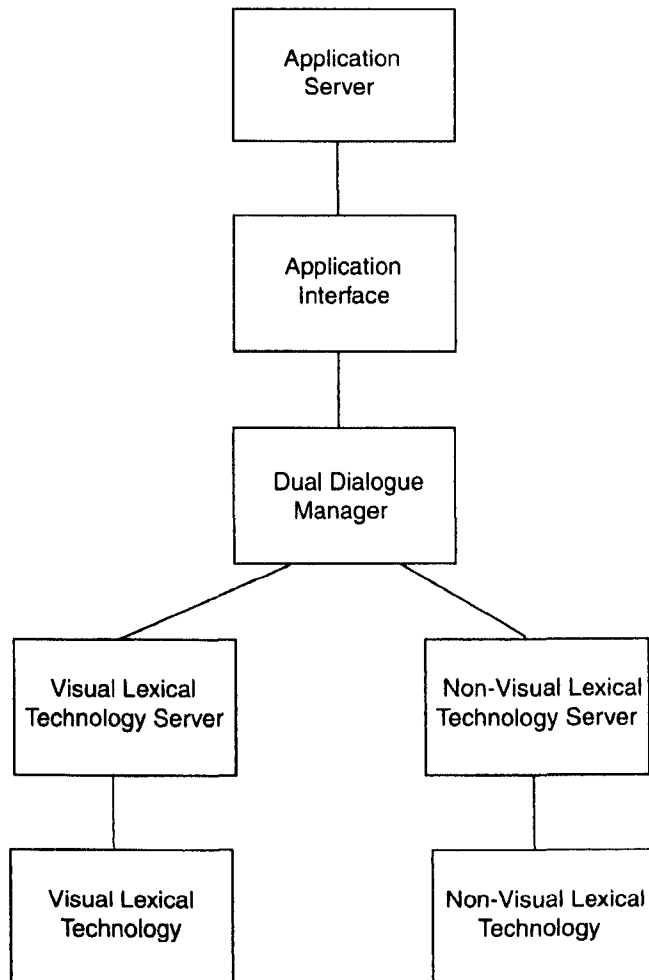 Application
Server
Application
Interface
Dual Dialogue
Manager
Visual Lexical
Technology Server
Non-Visual Lexical
Technology Server
Visual Lexical
Technology
Non-Visual Lexical
Technology